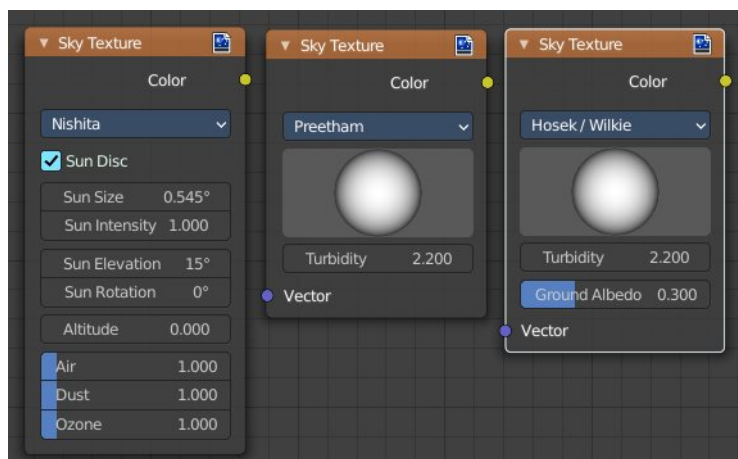 Sky Texture
Color
Nishita
Sun Disc
Sun Size 0.545°
Sun Intensity 1.000
Sun Elevation 15°
Sun Rotation 0°
Altitude 0.000
Air 1.000
Dust 1.000
Ozone 1.000
Sky Texture
Color
Preetham
Turbidity 2.200
Vector
Sky Texture
Color
Hosek / Wilkie
Turbidity 2.200
Ground Albedo 0.300
Vector